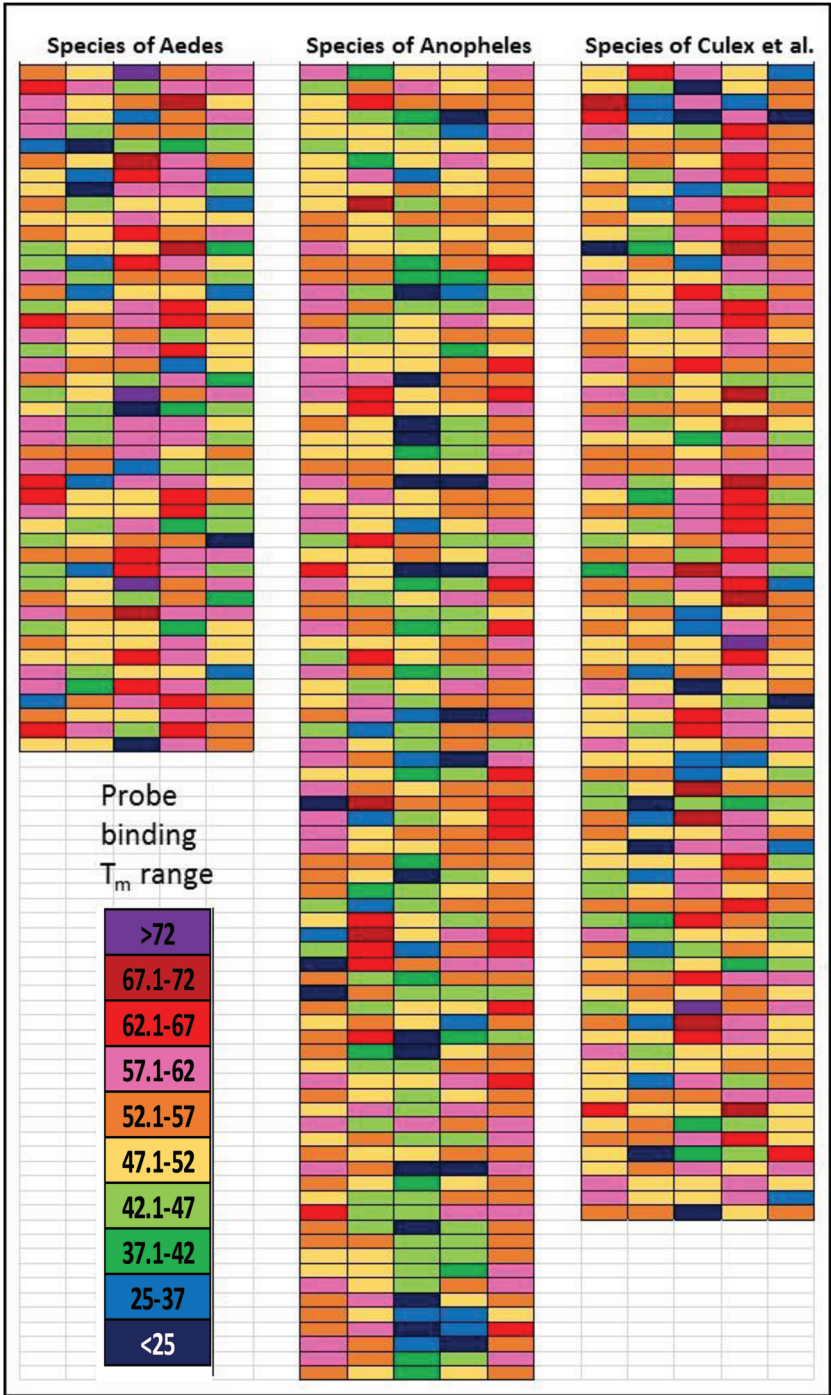 Species of Aedes
Species of Anopheles
Species of Culex et al.
Probe
binding
Tm range
>72
67.1-72
62.1-67
57.1-62
52.1-57
47.1-52
42.1-47
37.1-42
25-37
<25